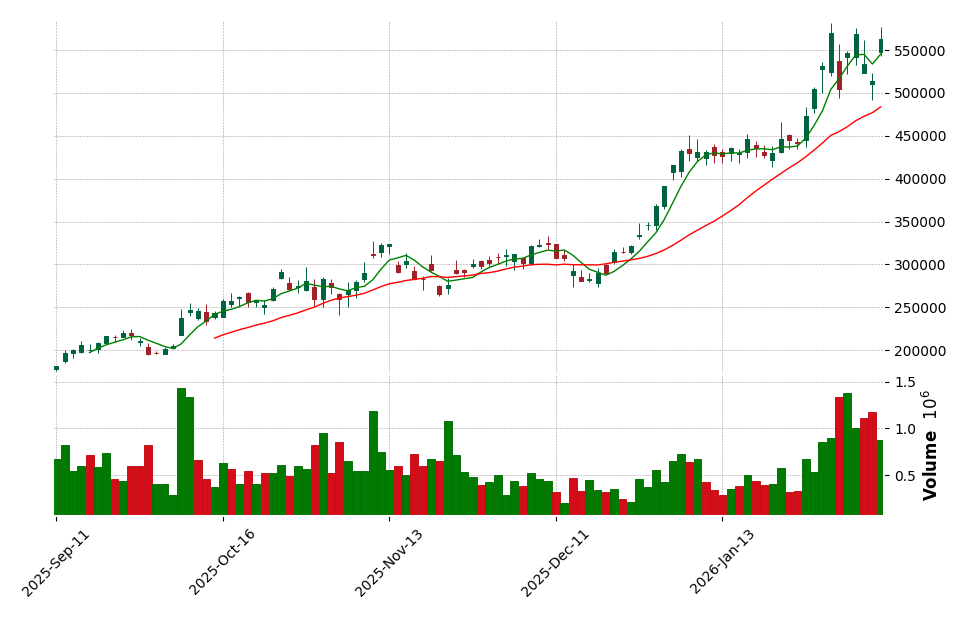 550000
500000
450000
400000
350000
300000
250000
200000
1.5
1.0
0.5
Volume 10^6
2025-Sep-11
2025-Oct-16
2025-Nov-13
2025-Dec-11
2026-Jan-13